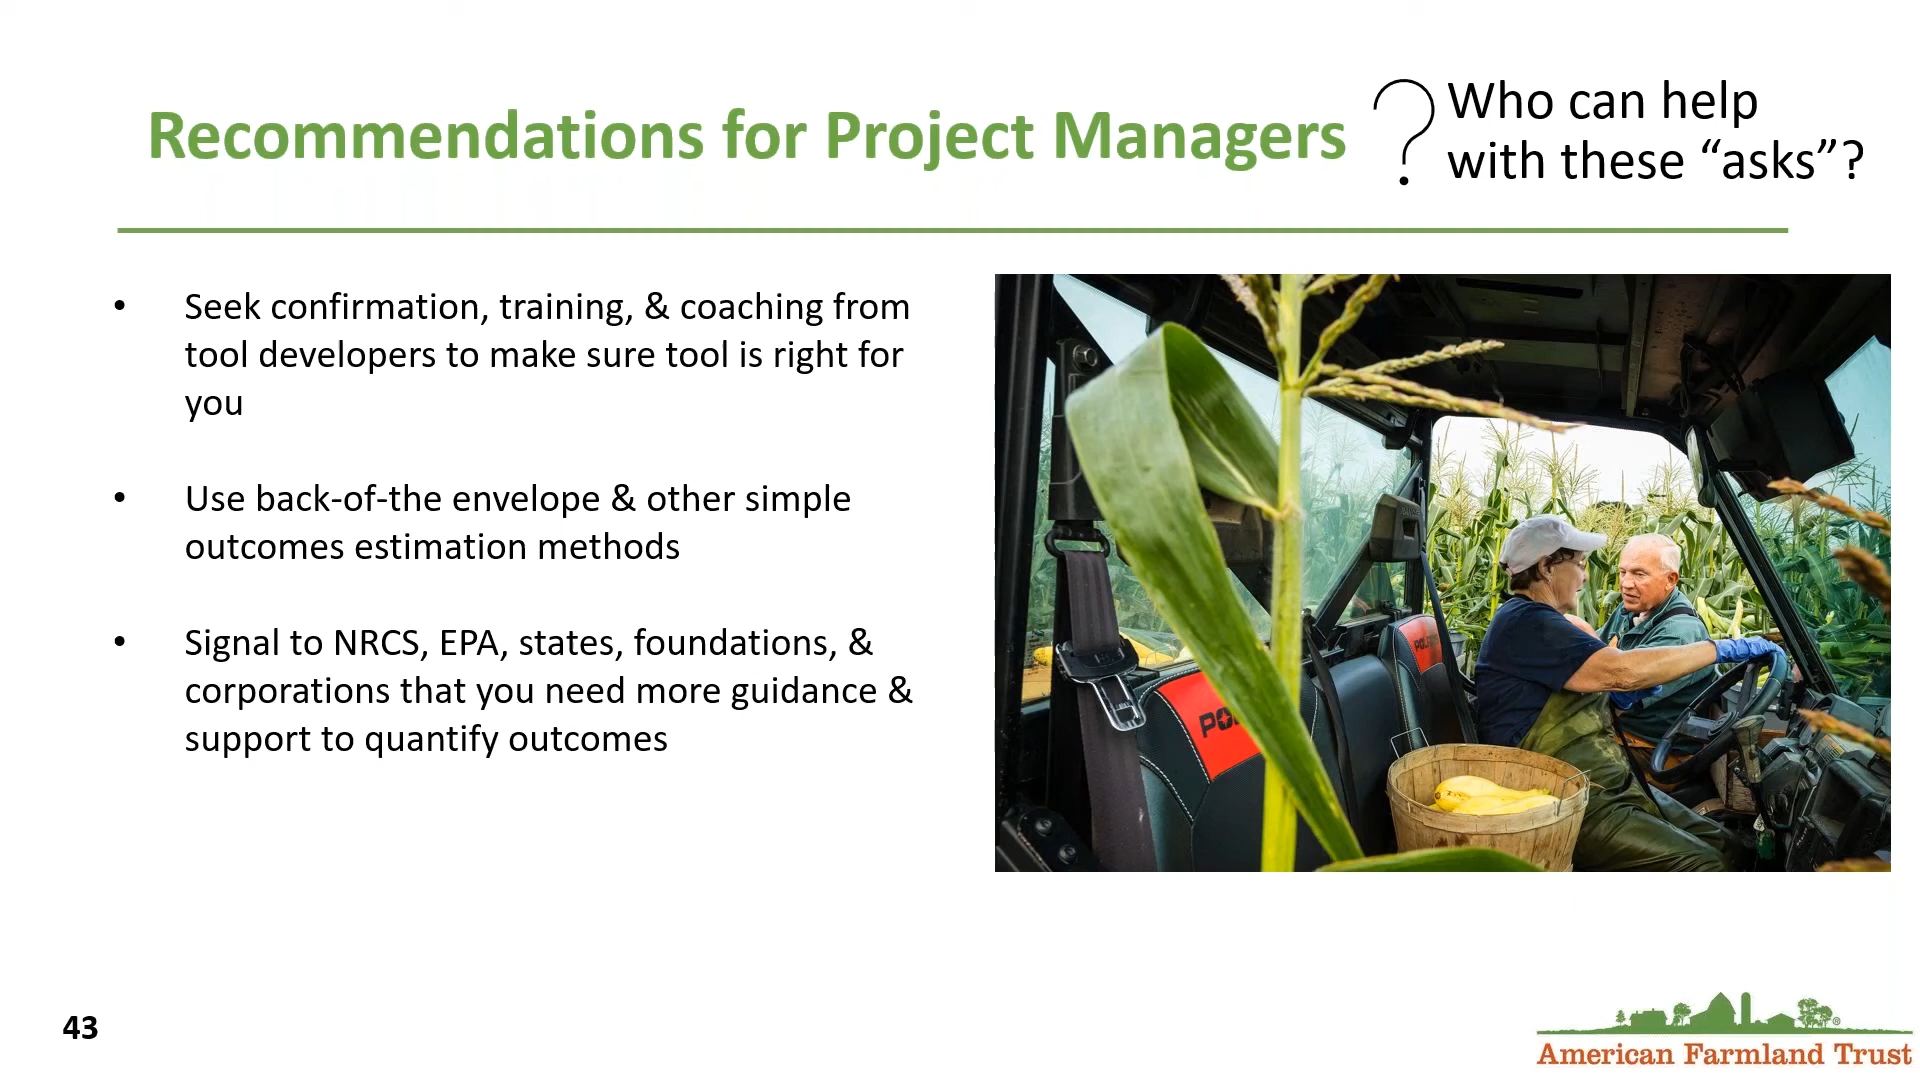 Recommendations for Project Managers
?
Who can help
with these “asks”?
• Seek confirmation, training, & coaching from
tool developers to make sure tool is right for
you
• Use back-of-the envelope & other simple
outcomes estimation methods
• Signal to NRCS, EPA, states, foundations, &
corporations that you need more guidance &
support to quantify outcomes
43
American Farmland Trust